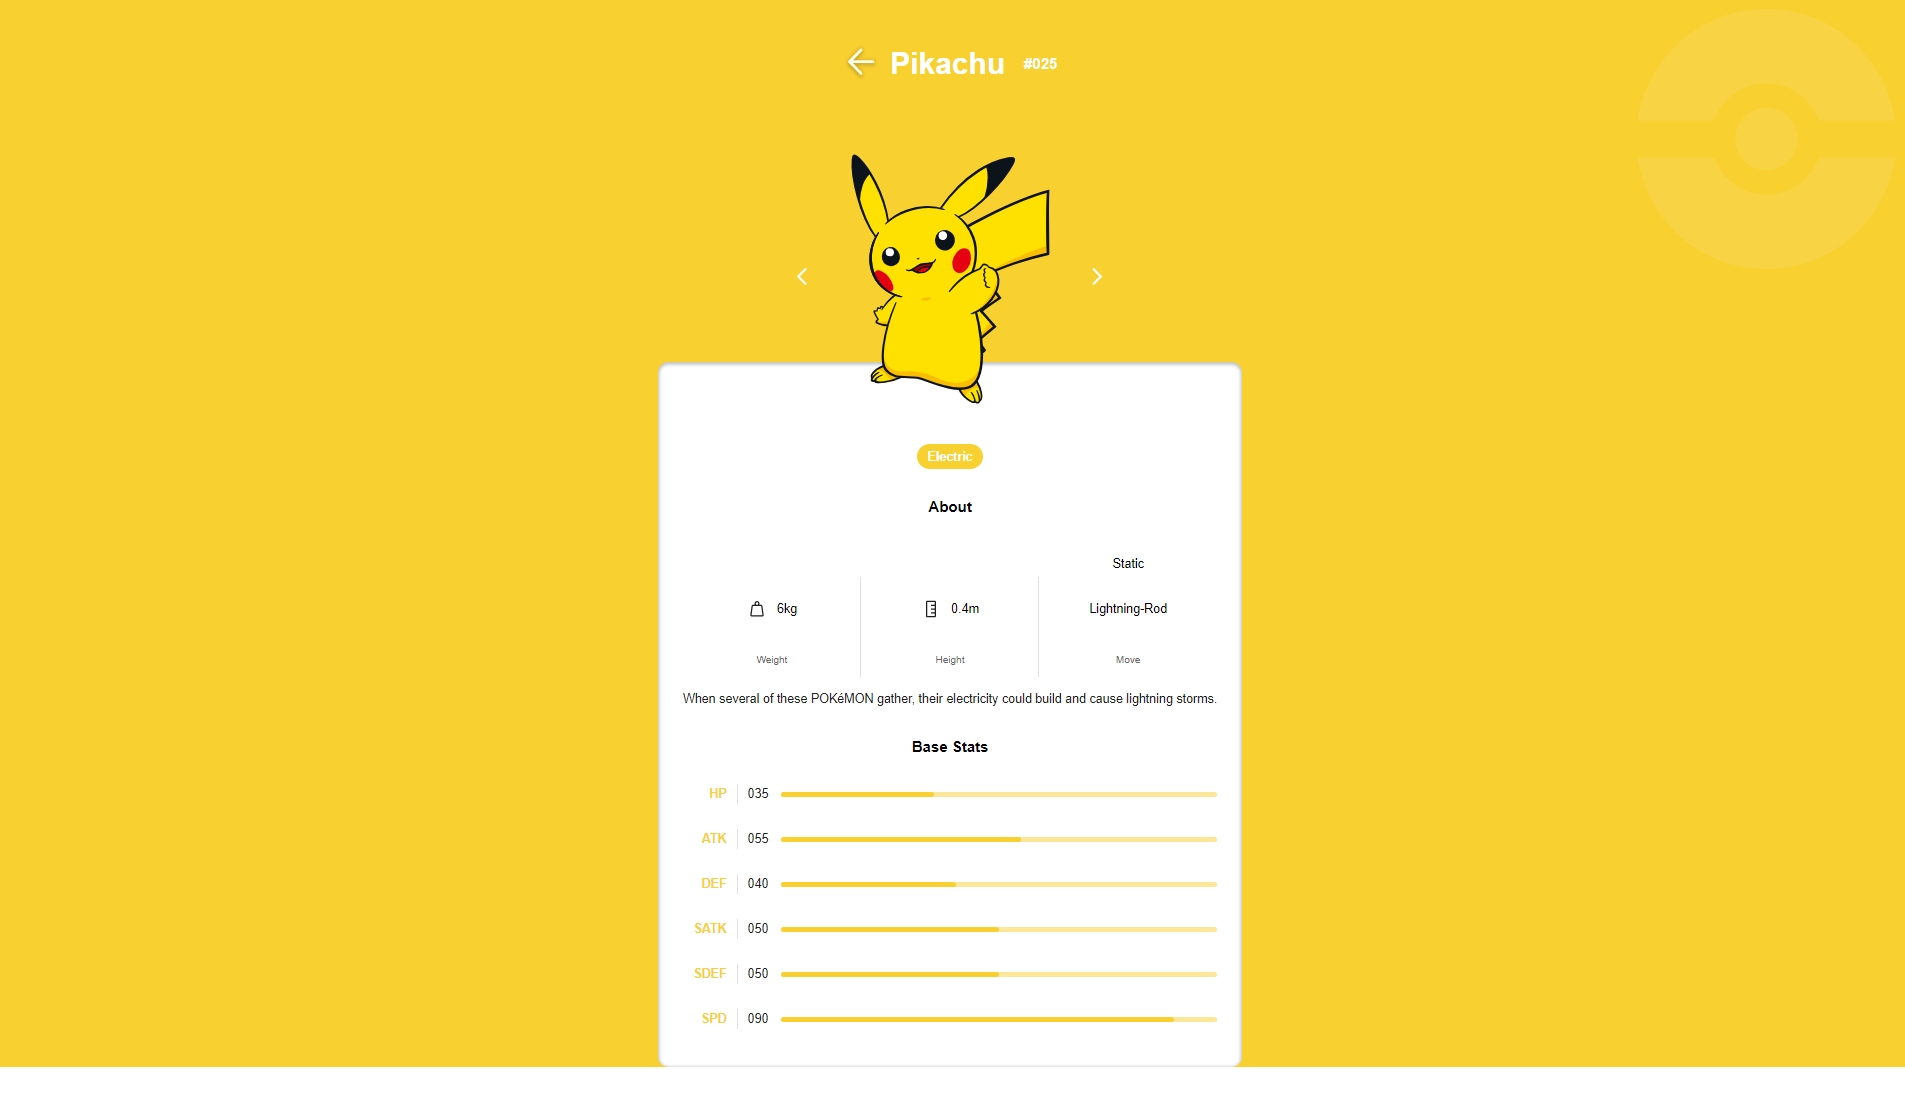 Pikachu #025
Electric
About
Static
6kg 0.4m Lightning-Rod
Weight Height Move
When several of these POKéMON gather, their electricity could build and cause lightning storms.
Base Stats
HP 035
ATK 055
DEF 040
SATK 050
SDEF 050
SPD 090